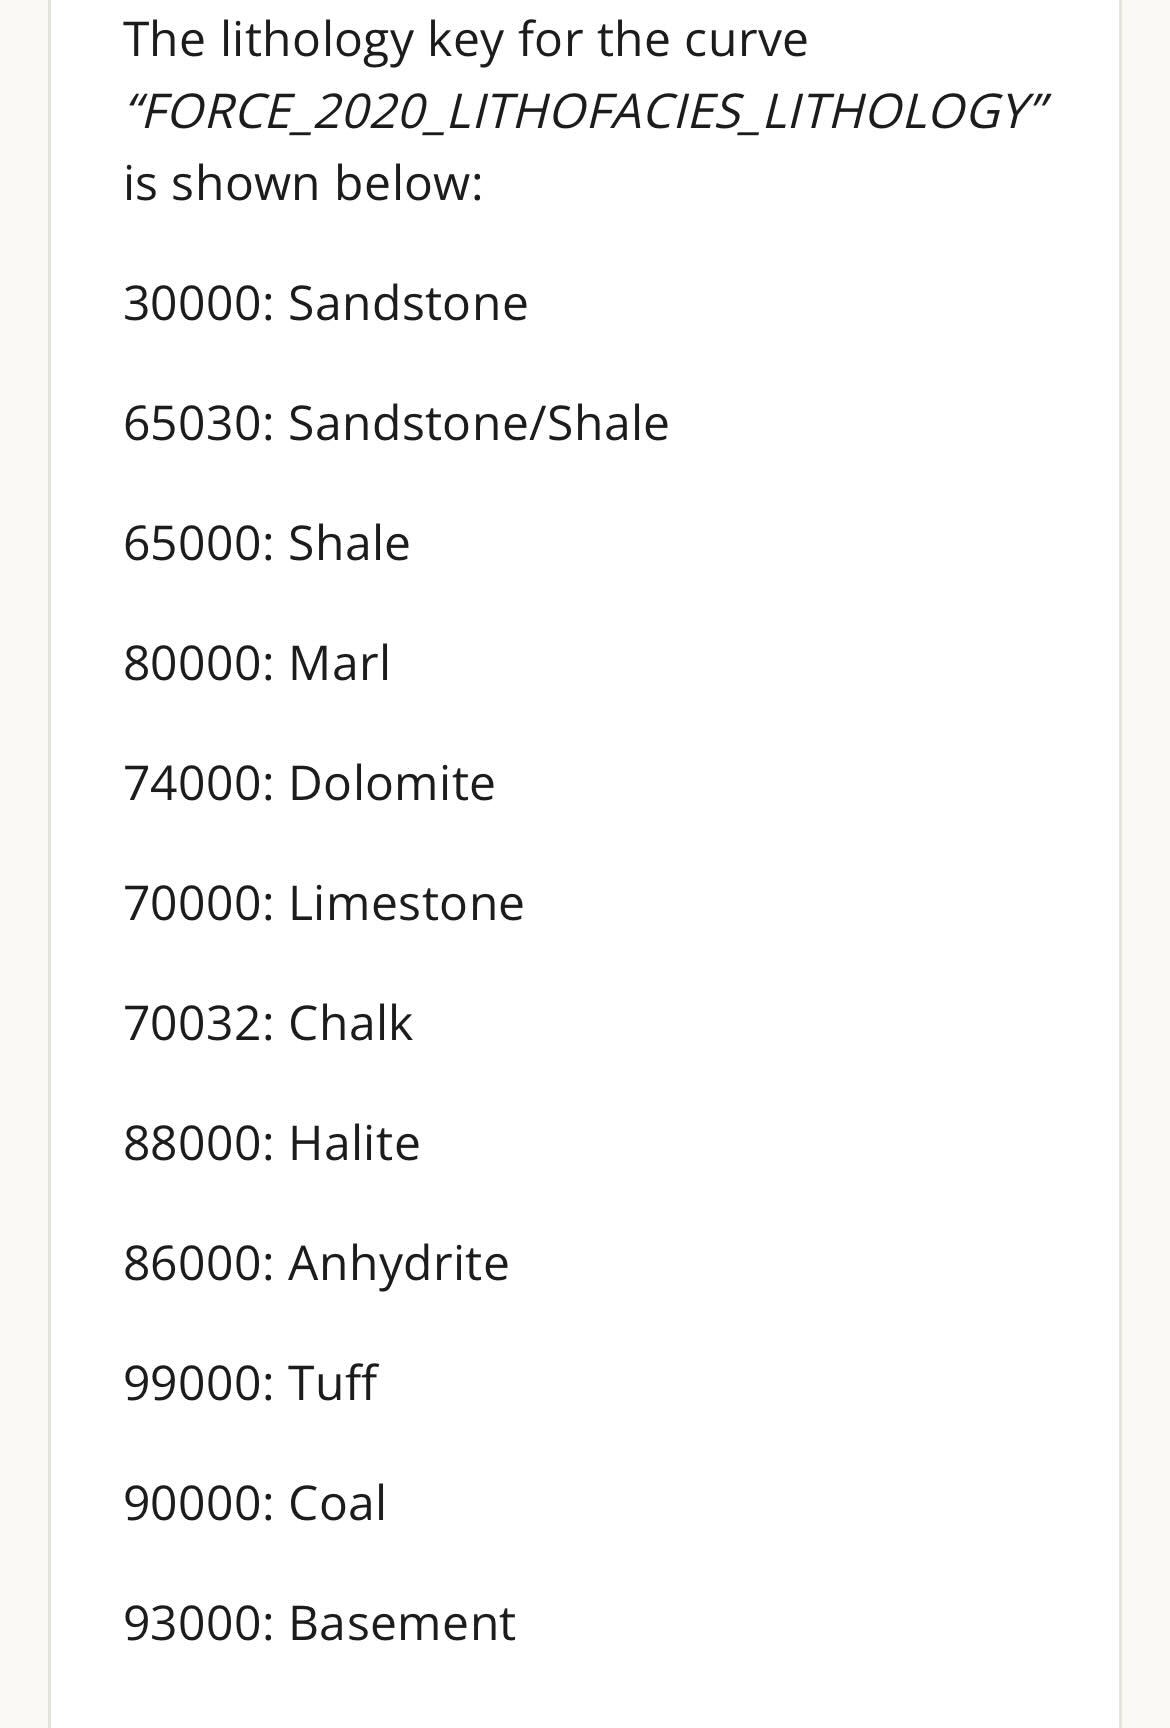 The lithology key for the curve
“FORCE_2020_LITHOFACIES_LITHOLOGY”
is shown below:
30000: Sandstone
65030: Sandstone/Shale
65000: Shale
80000: Marl
74000: Dolomite
70000: Limestone
70032: Chalk
88000: Halite
86000: Anhydrite
99000: Tuff
90000: Coal
93000: Basement